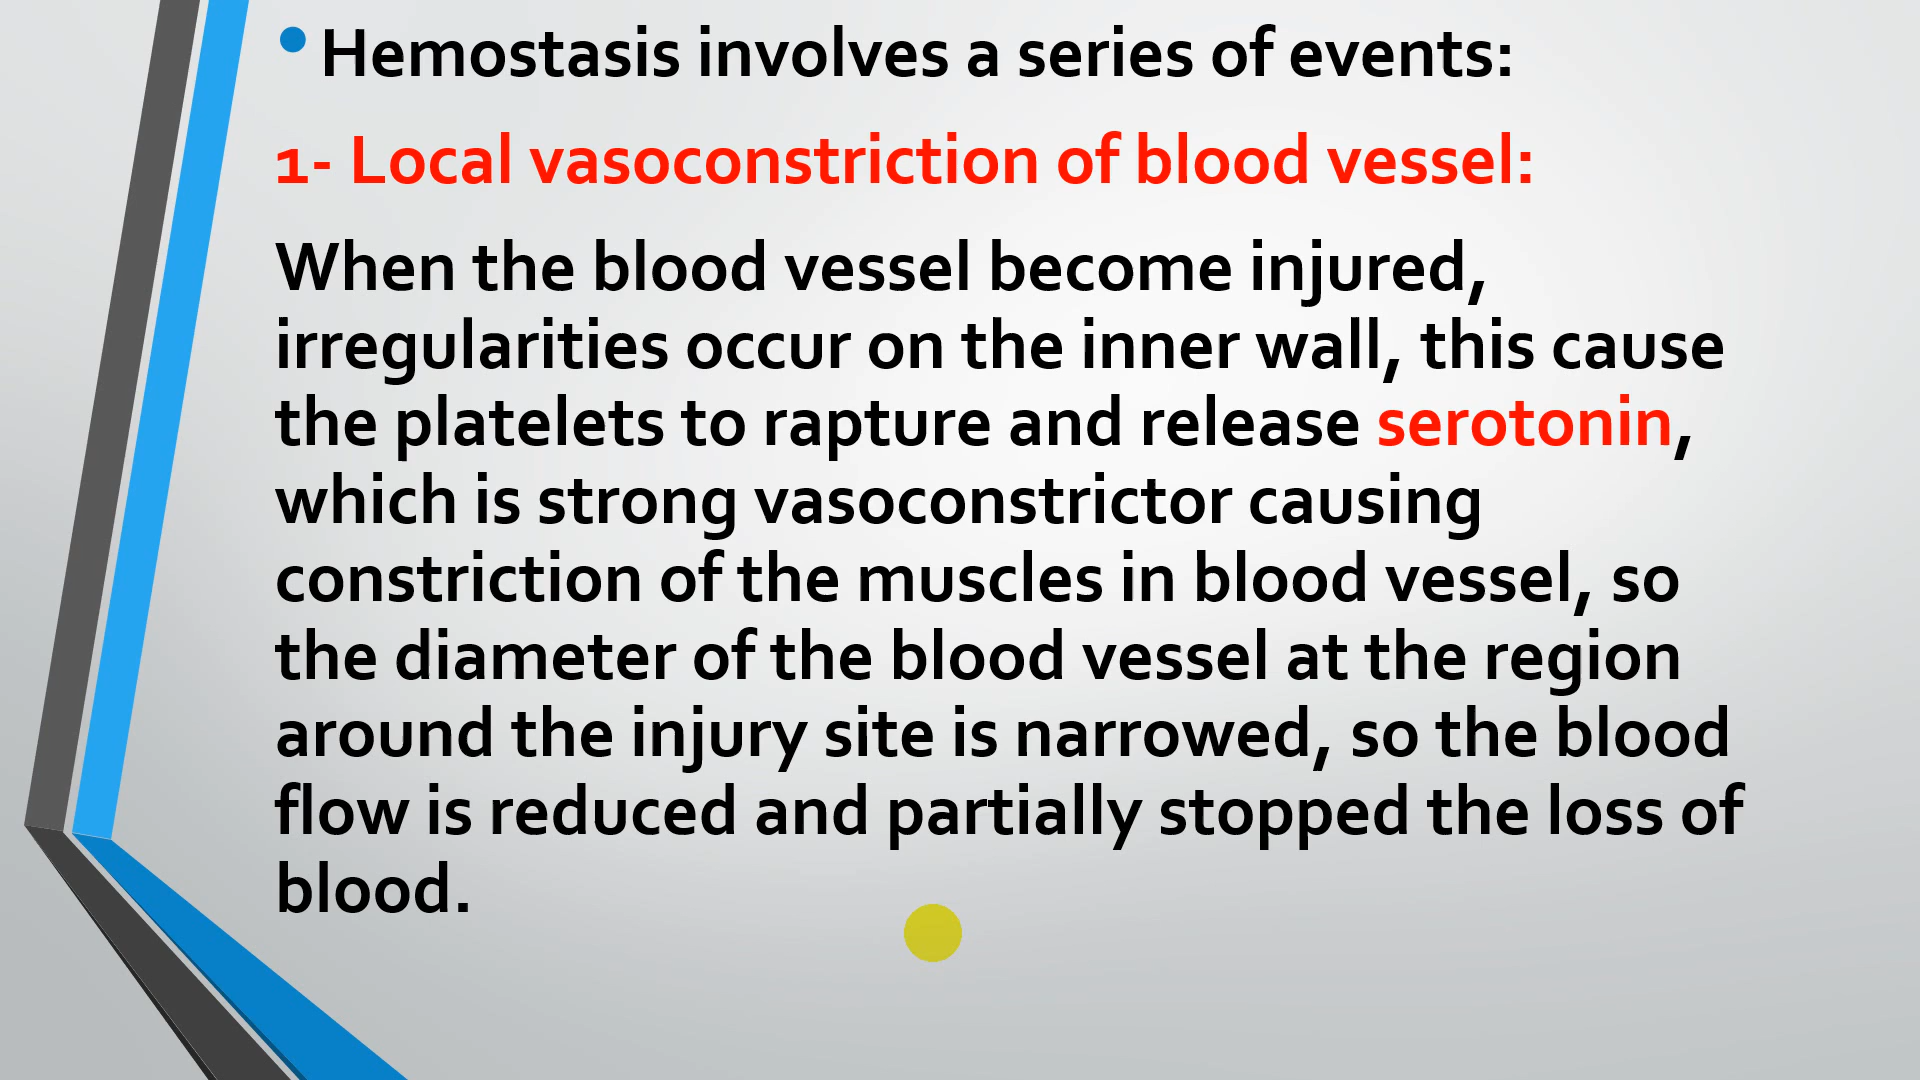 • Hemostasis involves a series of events:
1- Local vasoconstriction of blood vessel:
When the blood vessel become injured,
irregularities occur on the inner wall, this cause
the platelets to rapture and release serotonin,
which is strong vasoconstrictor causing
constriction of the muscles in blood vessel, so
the diameter of the blood vessel at the region
around the injury site is narrowed, so the blood
flow is reduced and partially stopped the loss of
blood.